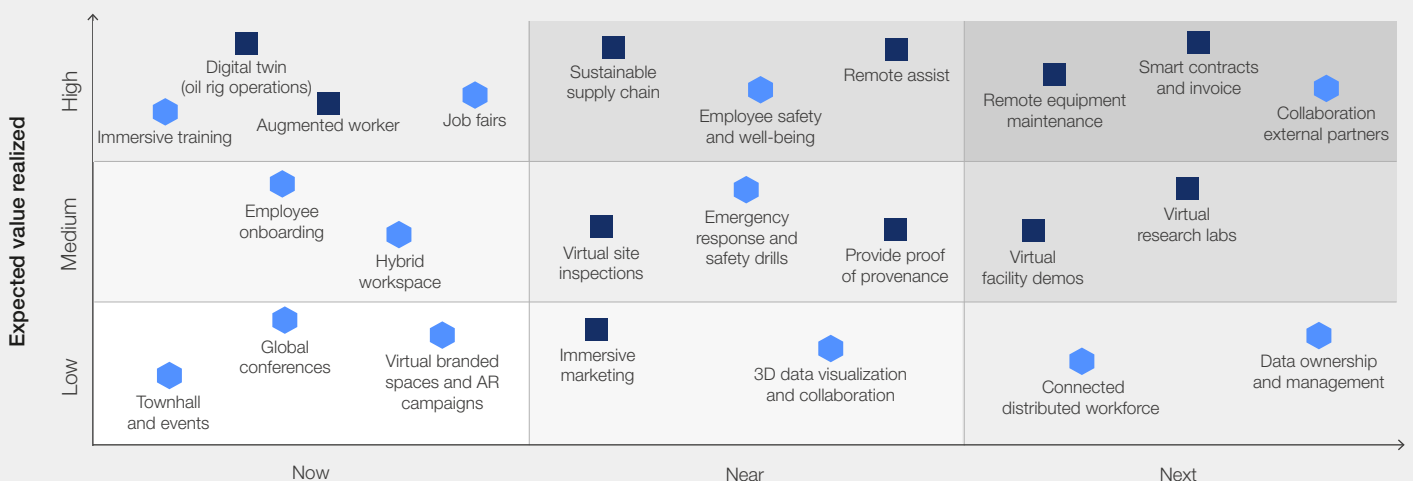 Expected value realized
High
Medium
Low
Digital twin
(oil rig operations)
Immersive training
Augmented worker
Job fairs
Sustainable
supply chain
Employee safety
and well-being
Remote assist
Remote equipment
maintenance
Smart contracts
and invoice
Collaboration
external partners
Employee
onboarding
Hybrid
workspace
Virtual site
inspections
Emergency
response and
safety drills
Provide proof
of provenance
Virtual
facility demos
Virtual
research labs
Townhall
and events
Global
conferences
Virtual branded
spaces and AR
campaigns
Immersive
marketing
3D data visualization
and collaboration
Connected
distributed workforce
Data ownership
and management
Now
Near
Next